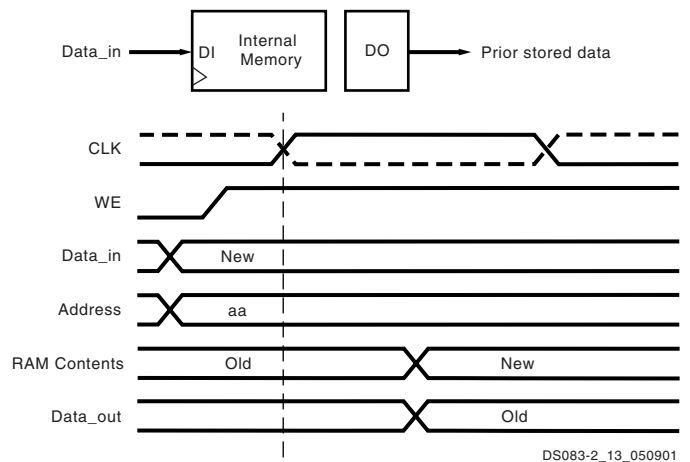 Data_in DI Internal Memory DO Prior stored data
CLK
WE
Data_in New
Address aa
RAM Contents Old New
Data_out Old
DS083-2_13_050901